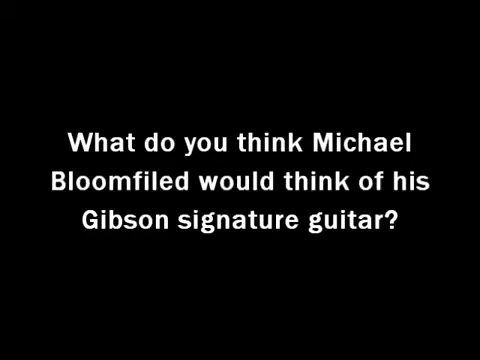 What do you think Michael
Bloomfiled would think of his
Gibson signature guitar?